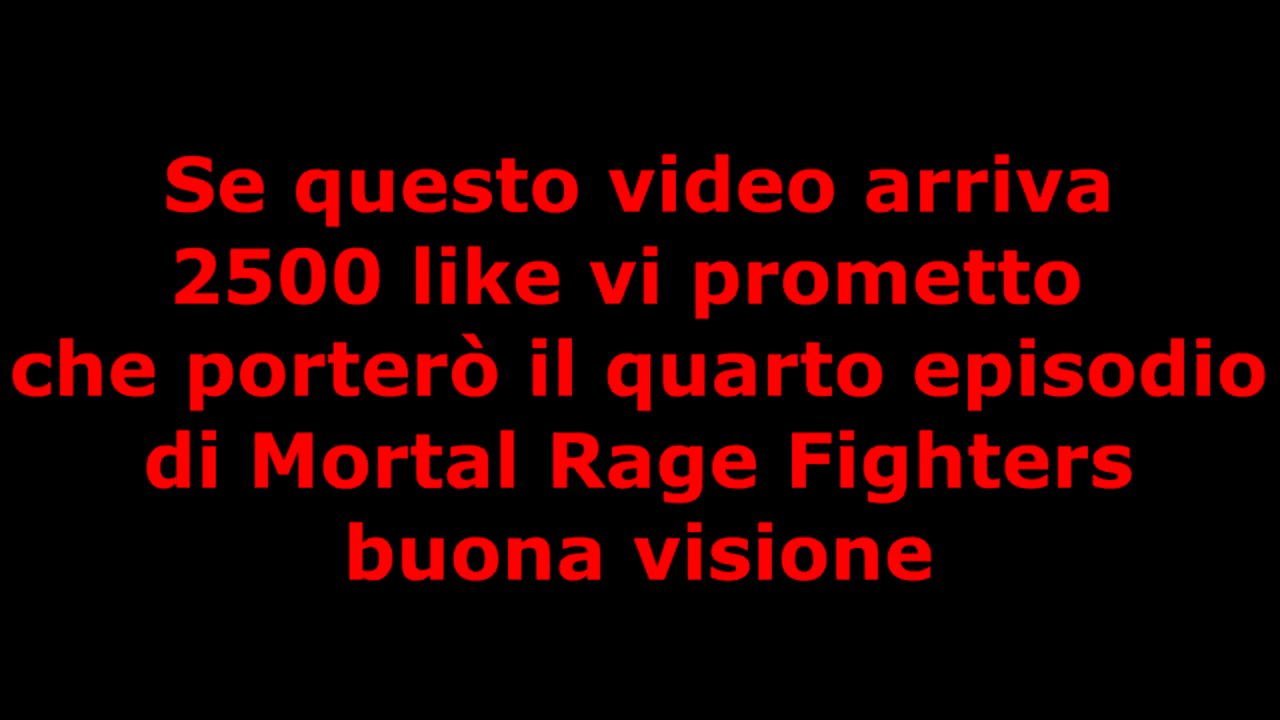 Se questo video arriva
2500 like vi prometto
che porterò il quarto episodio
di Mortal Rage Fighters
buona visione